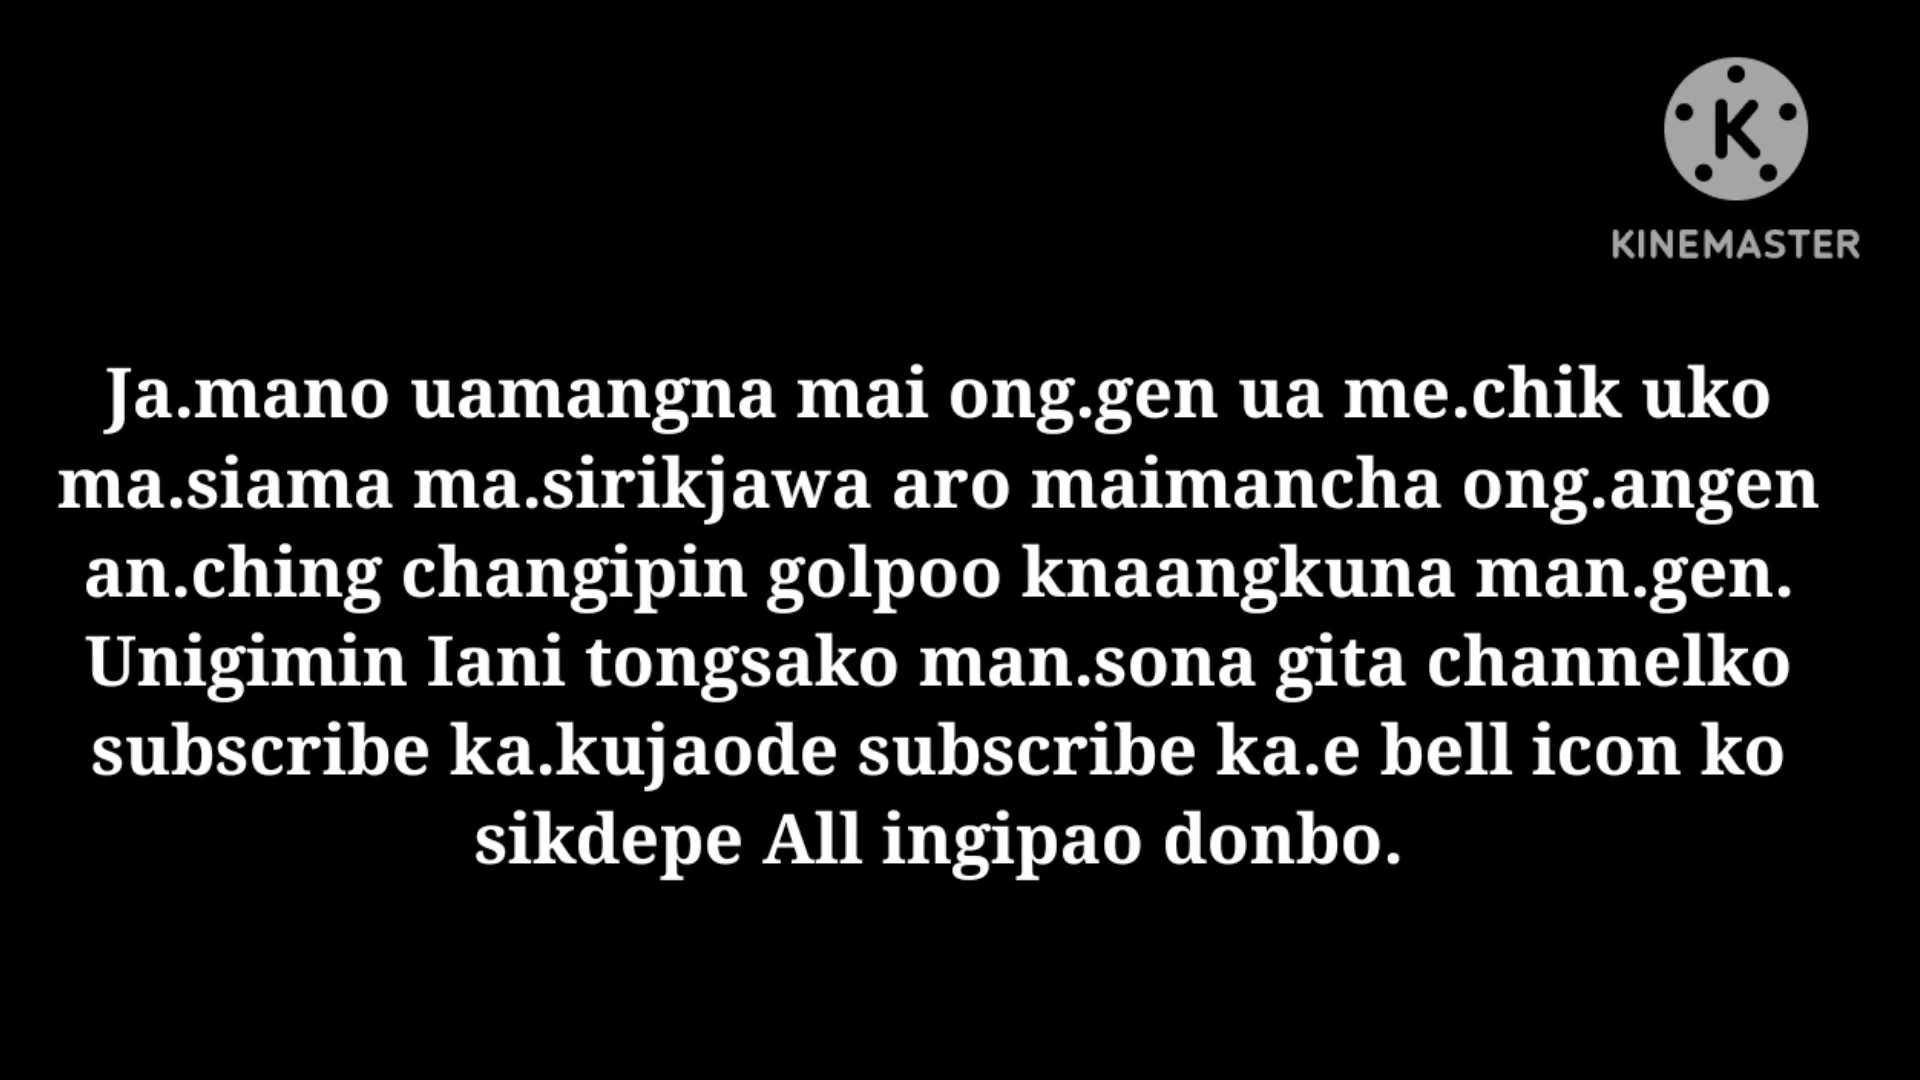 KINEMASTER
Ja.mano uamangna mai ong.gen ua me.chik uko
ma.siama ma.sirikjawa aro maimancha ong.angen
an.ching changipin golpoo knaangkuna man.gen.
Unigimin Iani tongsako man.sona gita channelko
subscribe ka.kujaode subscribe ka.e bell icon ko
sikdepe All ingipao donbo.